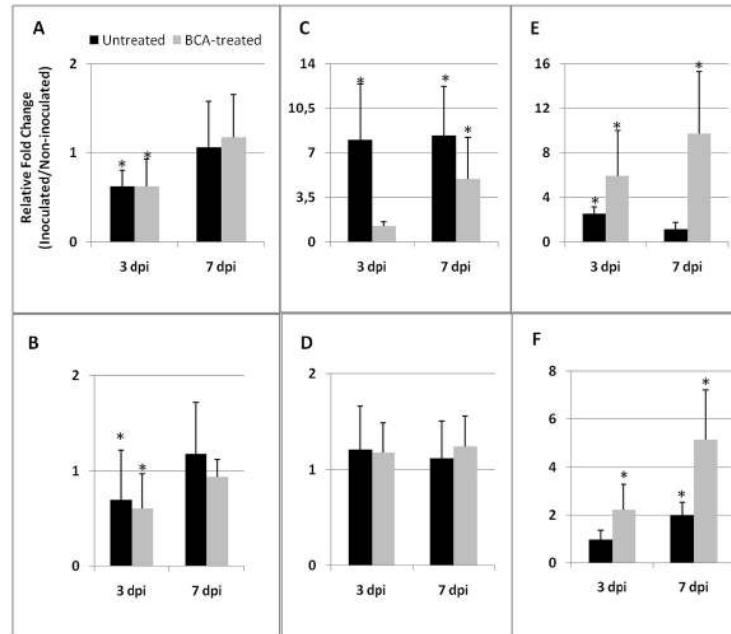 A
C
E
Untreated BCA-treated
Relative Fold Change
(Inoculated/Non-inoculated)
2
1
0
* *
3 dpi 7 dpi
14
10,5
7
3,5
0
* * *
3 dpi 7 dpi
16
12
8
4
0
* * *
3 dpi 7 dpi
B
D
F
2
1
0
* *
3 dpi 7 dpi
2
1
0
3 dpi 7 dpi
8
6
4
2
0
* * *
3 dpi 7 dpi